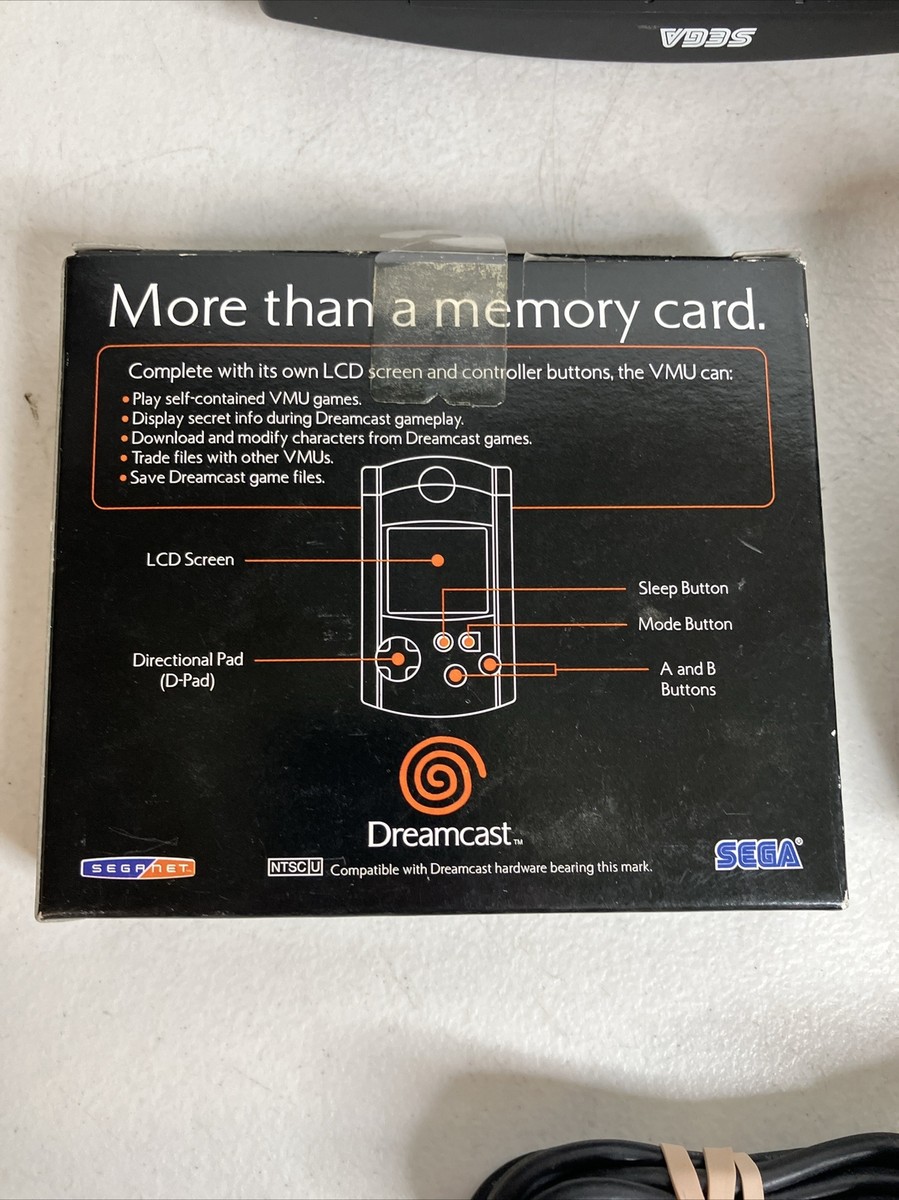 SEGA
More than a memory card.
Complete with its own LCD screen and controller buttons, the VMU can:
• Play self-contained VMU games.
• Display secret info during Dreamcast gameplay.
• Download and modify characters from Dreamcast games.
• Trade files with other VMUs.
• Save Dreamcast game files.
LCD Screen
Sleep Button
Mode Button
Directional Pad
(D-Pad)
A and B
Buttons
Dreamcast™
SEGANET™
NTSC U Compatible with Dreamcast hardware bearing this mark.
SEGA®